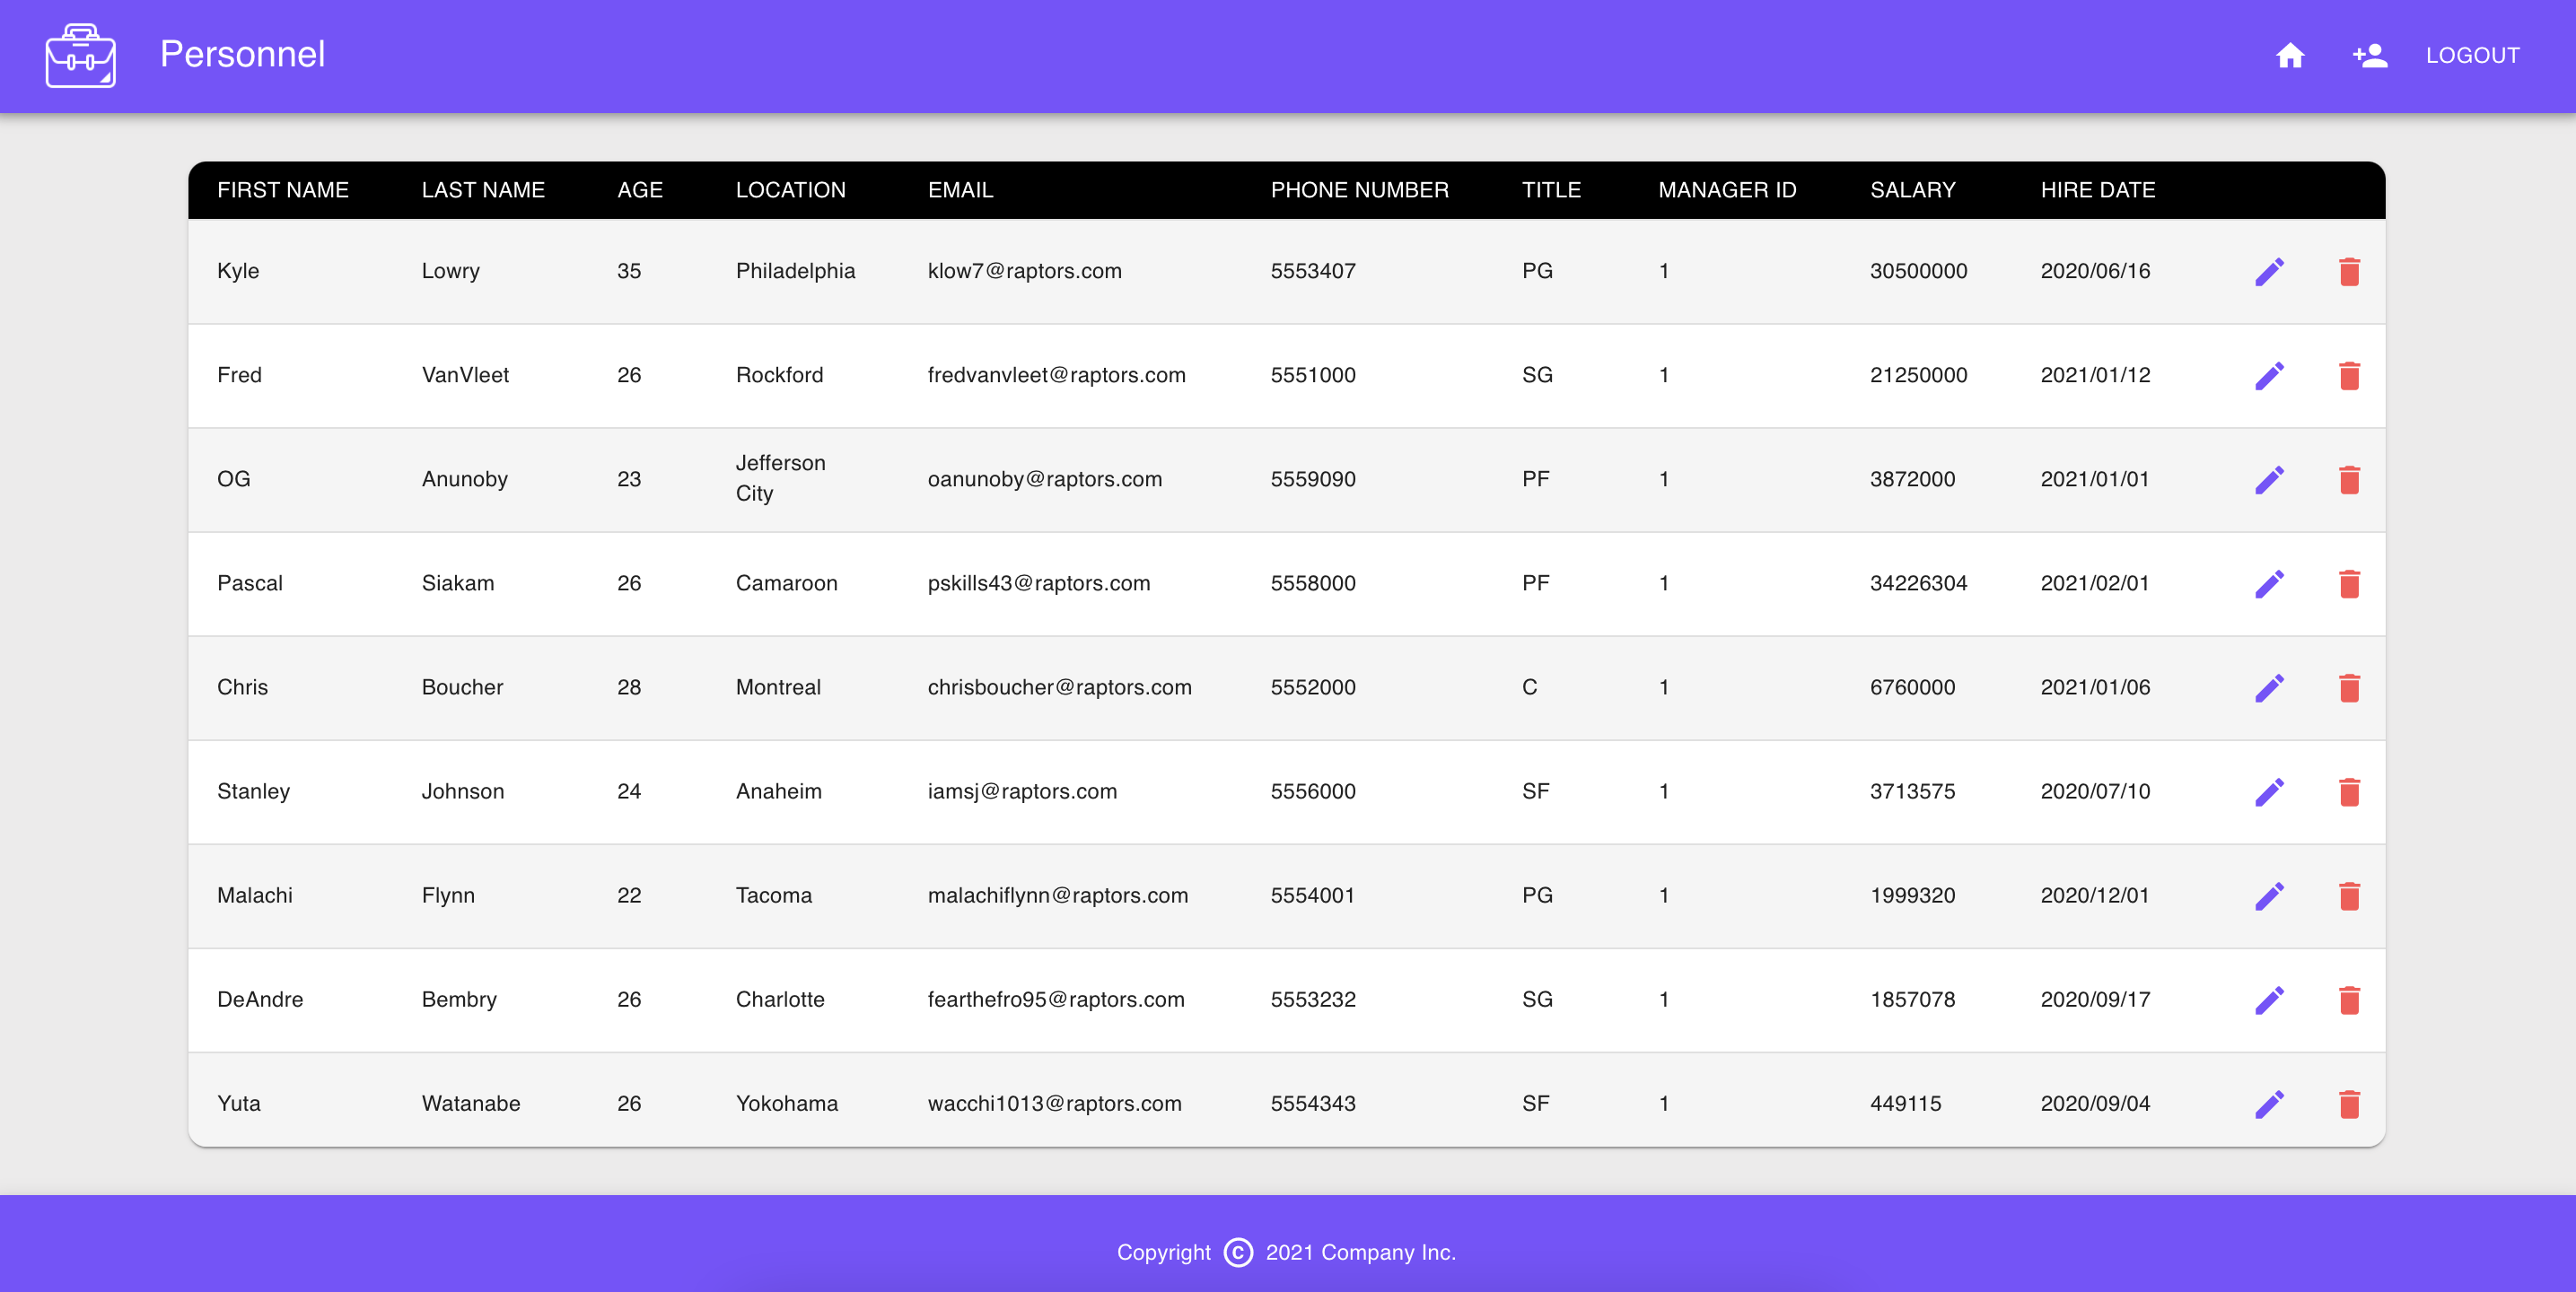 Personnel
LOGOUT
FIRST NAME LAST NAME AGE LOCATION EMAIL PHONE NUMBER TITLE MANAGER ID SALARY HIRE DATE
Kyle Lowry 35 Philadelphia klow7@raptors.com 5553407 PG 1 30500000 2020/06/16
Fred VanVleet 26 Rockford fredvanvleet@raptors.com 5551000 SG 1 21250000 2021/01/12
OG Anunoby 23 Jefferson City oanunoby@raptors.com 5559090 PF 1 3872000 2021/01/01
Pascal Siakam 26 Camaroon pskills43@raptors.com 5558000 PF 1 34226304 2021/02/01
Chris Boucher 28 Montreal chrisboucher@raptors.com 5552000 C 1 6760000 2021/01/06
Stanley Johnson 24 Anaheim iamsj@raptors.com 5556000 SF 1 3713575 2020/07/10
Malachi Flynn 22 Tacoma malachiflynn@raptors.com 5554001 PG 1 1999320 2020/12/01
DeAndre Bembry 26 Charlotte fearthefro95@raptors.com 5553232 SG 1 1857078 2020/09/17
Yuta Watanabe 26 Yokohama wacchi1013@raptors.com 5554343 SF 1 449115 2020/09/04
Copyright © 2021 Company Inc.